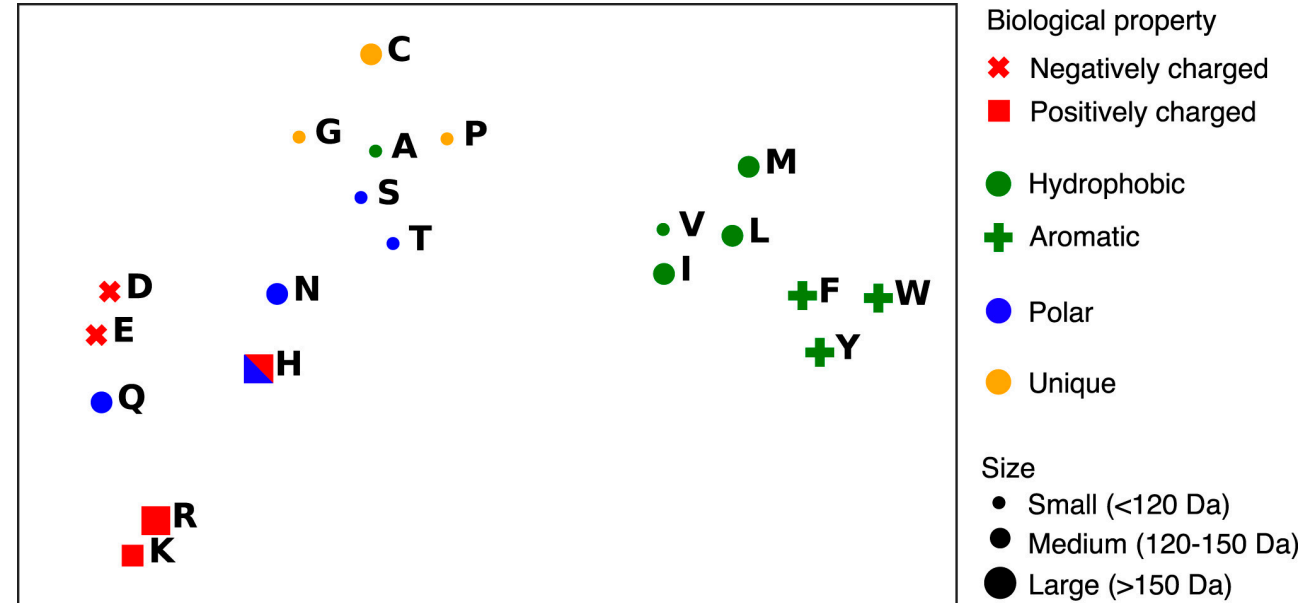 C
G
A
P
S
T
M
V
L
I
D
N
F
W
E
Y
H
Q
R
K
Biological property
Negatively charged
Positively charged
Hydrophobic
Aromatic
Polar
Unique
Size
Small (<120 Da)
Medium (120-150 Da)
Large (>150 Da)